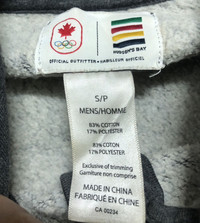 HUDSON'S BAY
OFFICIAL OUTFITTER • HABILLEUR OFFICIEL
S/P
MENS/HOMME
83% COTON
17% POLYESTER
83% COTTON
17% POLYESTER
Exclusive of trimming
Garniture non comprise
MADE IN CHINA
FABRIQUÉ EN CHINE
CA 00234